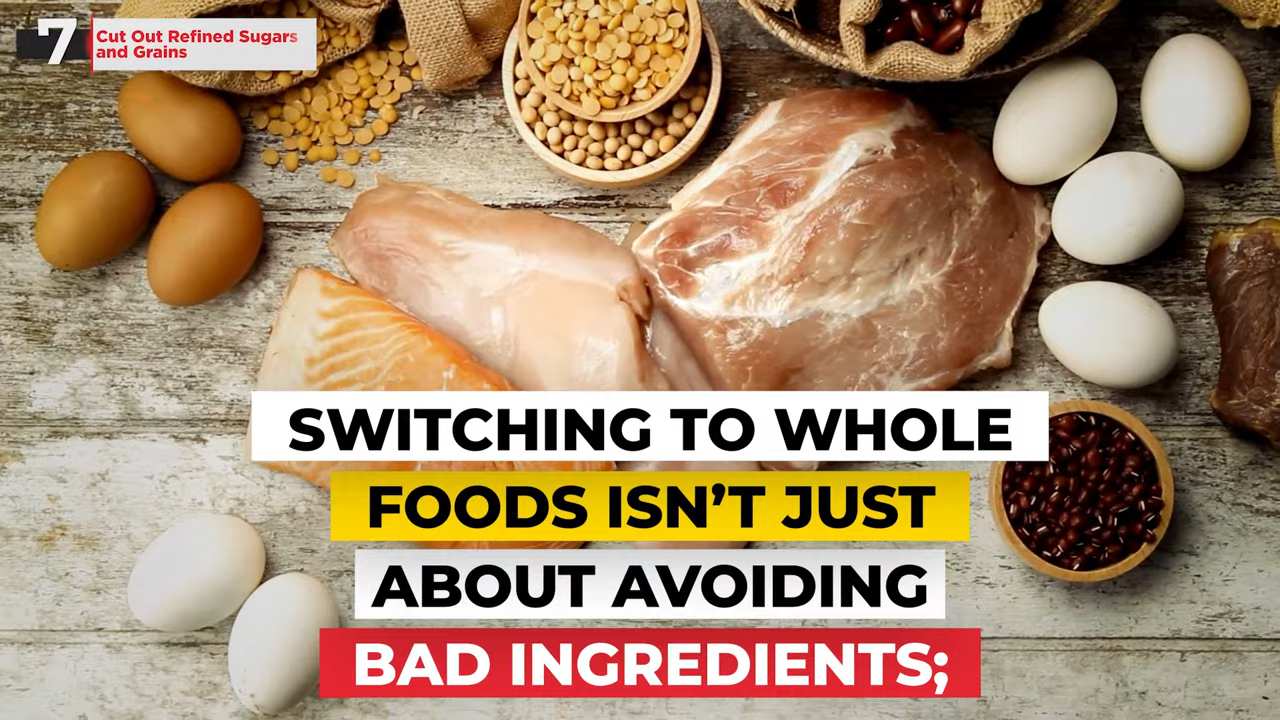 7
Cut Out Refined Sugars
and Grains
SWITCHING TO WHOLE
FOODS ISN'T JUST
ABOUT AVOIDING
BAD INGREDIENTS;